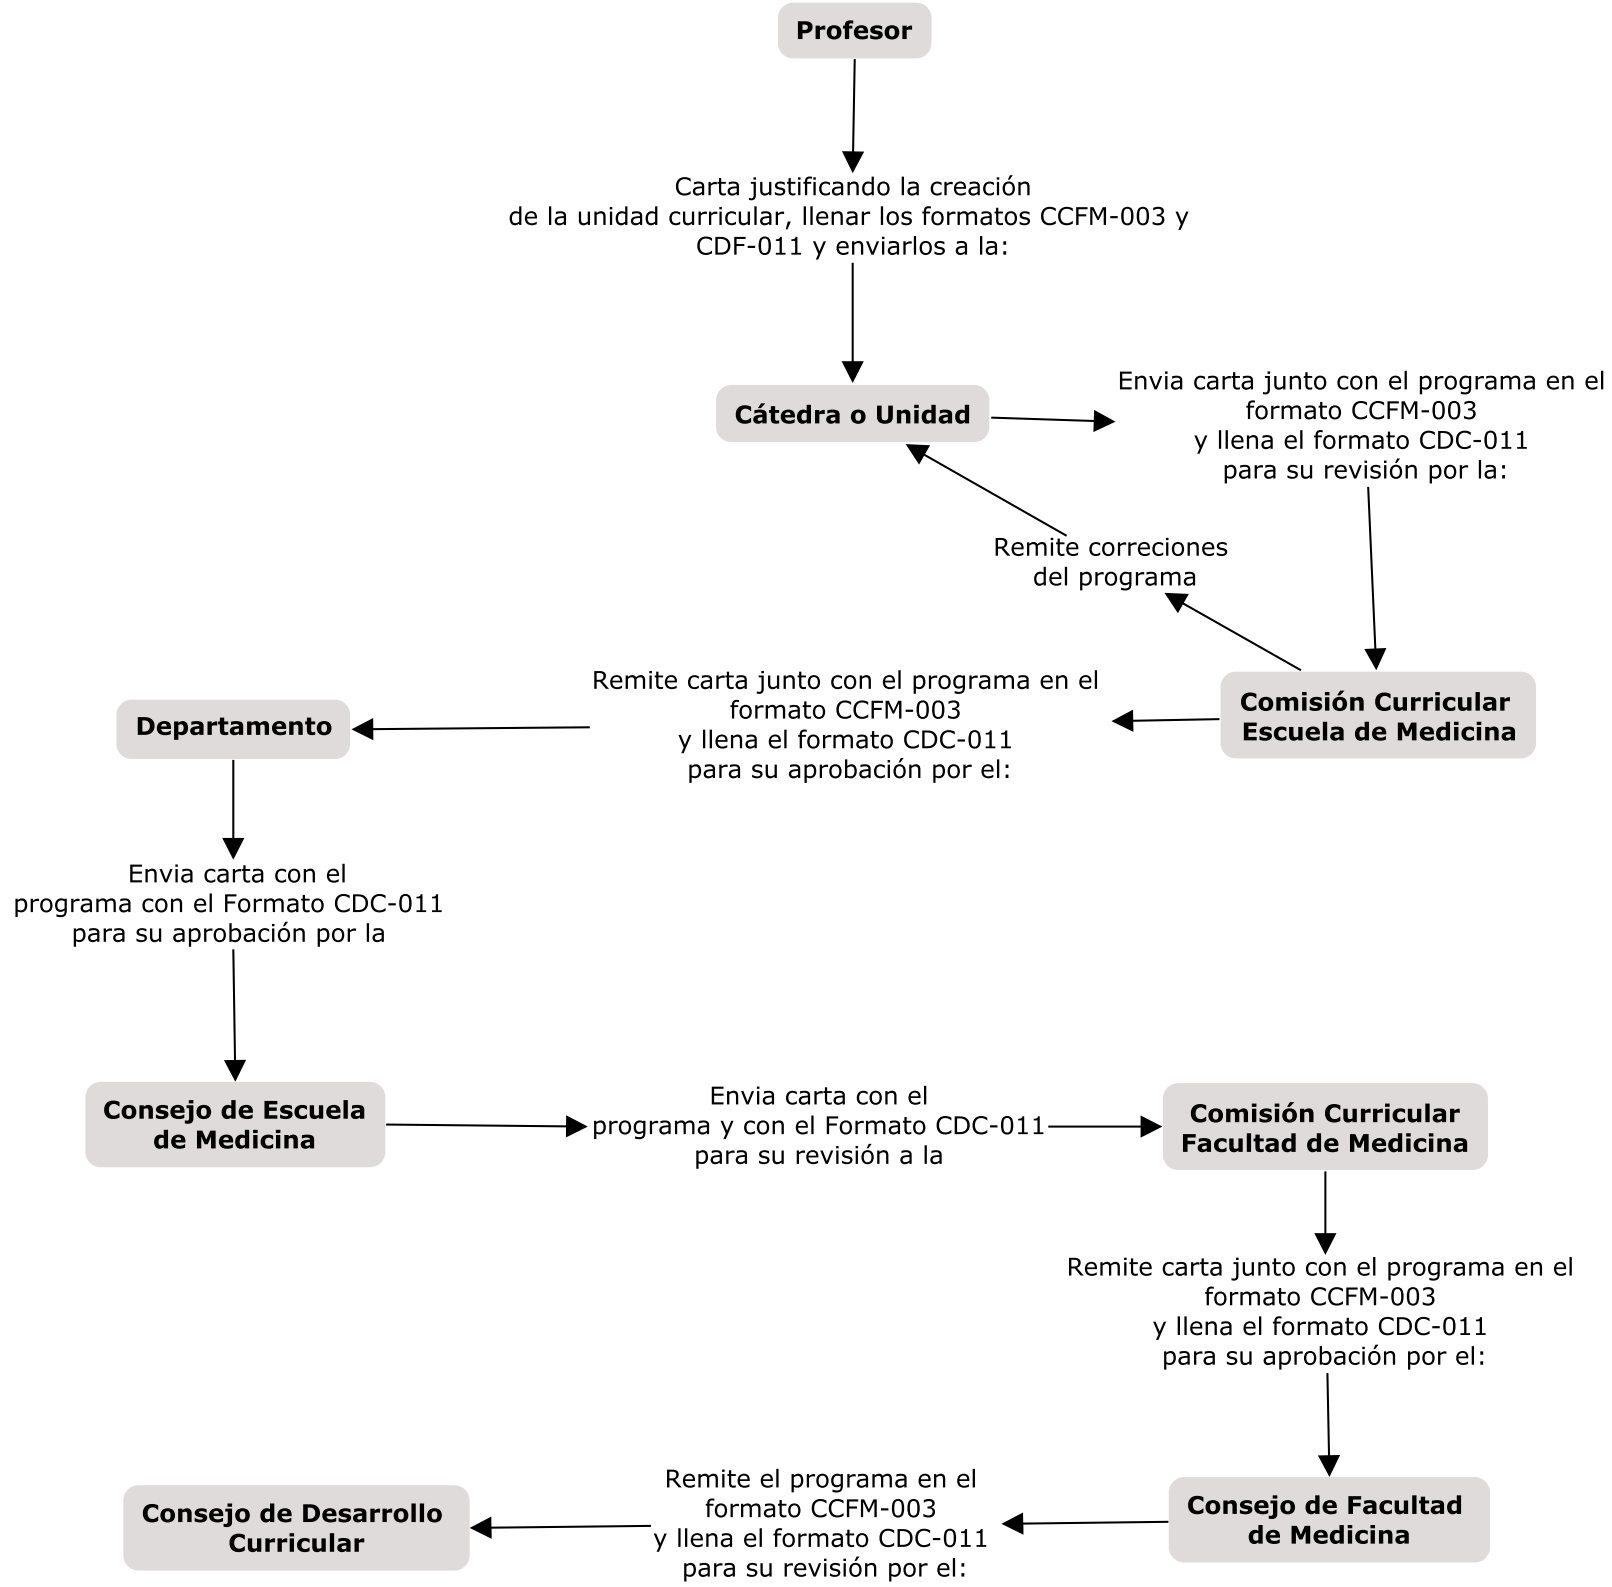 Profesor
Carta justificando la creación
de la unidad curricular, llenar los formatos CCFM-003 y
CDF-011 y enviarlos a la:
Cátedra o Unidad
Envia carta junto con el programa en el
formato CCFM-003
y llena el formato CDC-011
para su revisión por la:
Remite correciones
del programa
Comisión Curricular
Escuela de Medicina
Remite carta junto con el programa en el
formato CCFM-003
y llena el formato CDC-011
para su aprobación por el:
Departamento
Envia carta con el
programa con el Formato CDC-011
para su aprobación por la
Consejo de Escuela
de Medicina
Envia carta con el
programa y con el Formato CDC-011
para su revisión a la
Comisión Curricular
Facultad de Medicina
Remite carta junto con el programa en el
formato CCFM-003
y llena el formato CDC-011
para su aprobación por el:
Consejo de Facultad
de Medicina
Remite el programa en el
formato CCFM-003
y llena el formato CDC-011
para su revisión por el:
Consejo de Desarrollo
Curricular